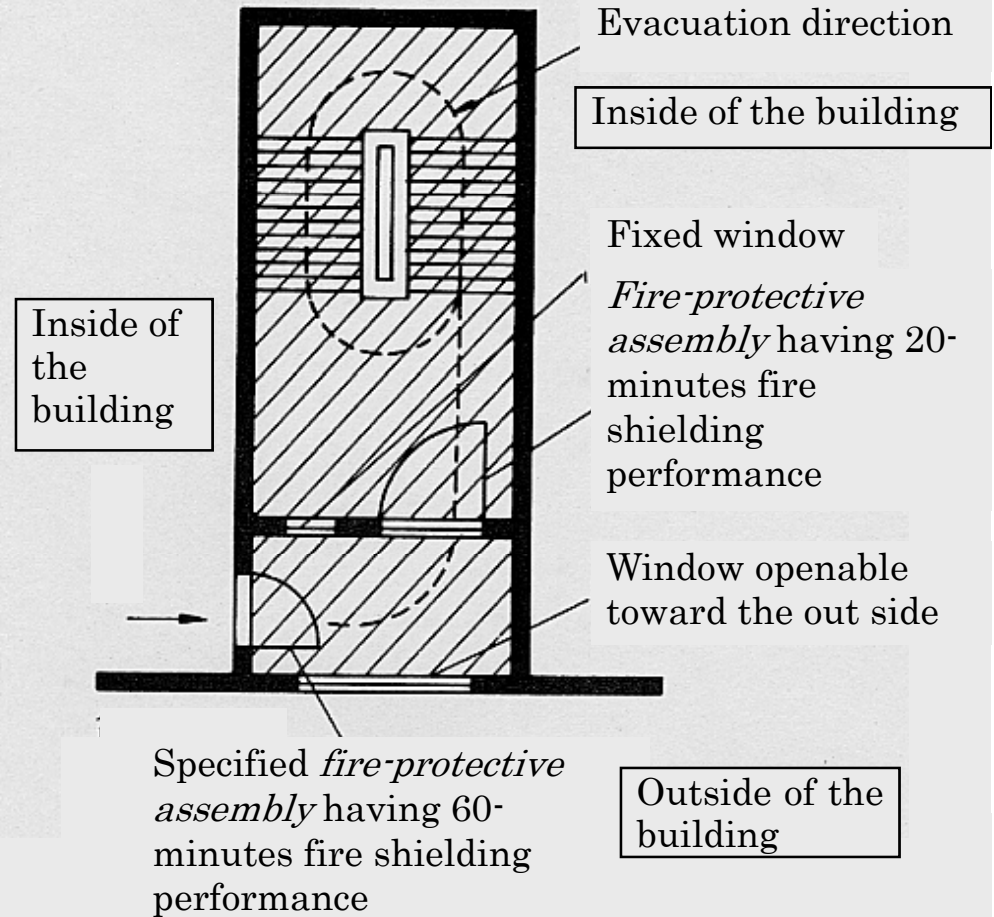 Evacuation direction
Inside of the building
Fixed window
Fire-protective
assembly having 20-
minutes fire
shielding
performance
Inside of
the
building
Window openable
toward the out side
Specified fire-protective
assembly having 60-
minutes fire shielding
performance
Outside of the
building